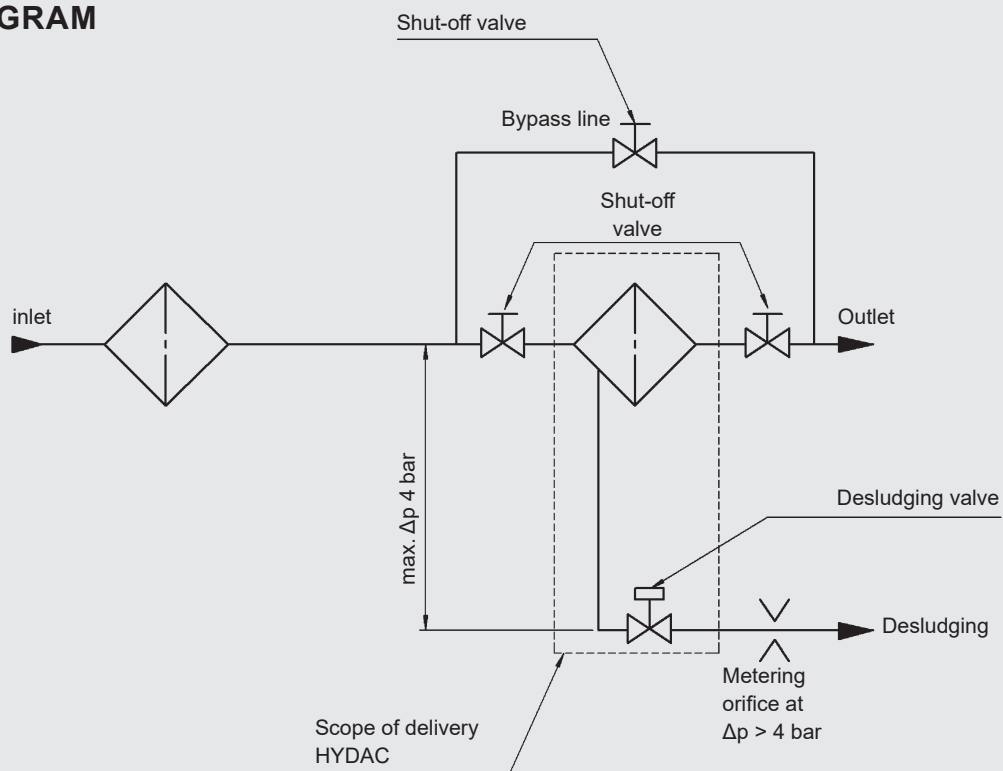 GRAM
Shut-off valve
Bypass line
Shut-off
valve
inlet
Outlet
max. Δp 4 bar
Desludging valve
Desludging
Metering
orifice at
Δp > 4 bar
Scope of delivery
HYDAC